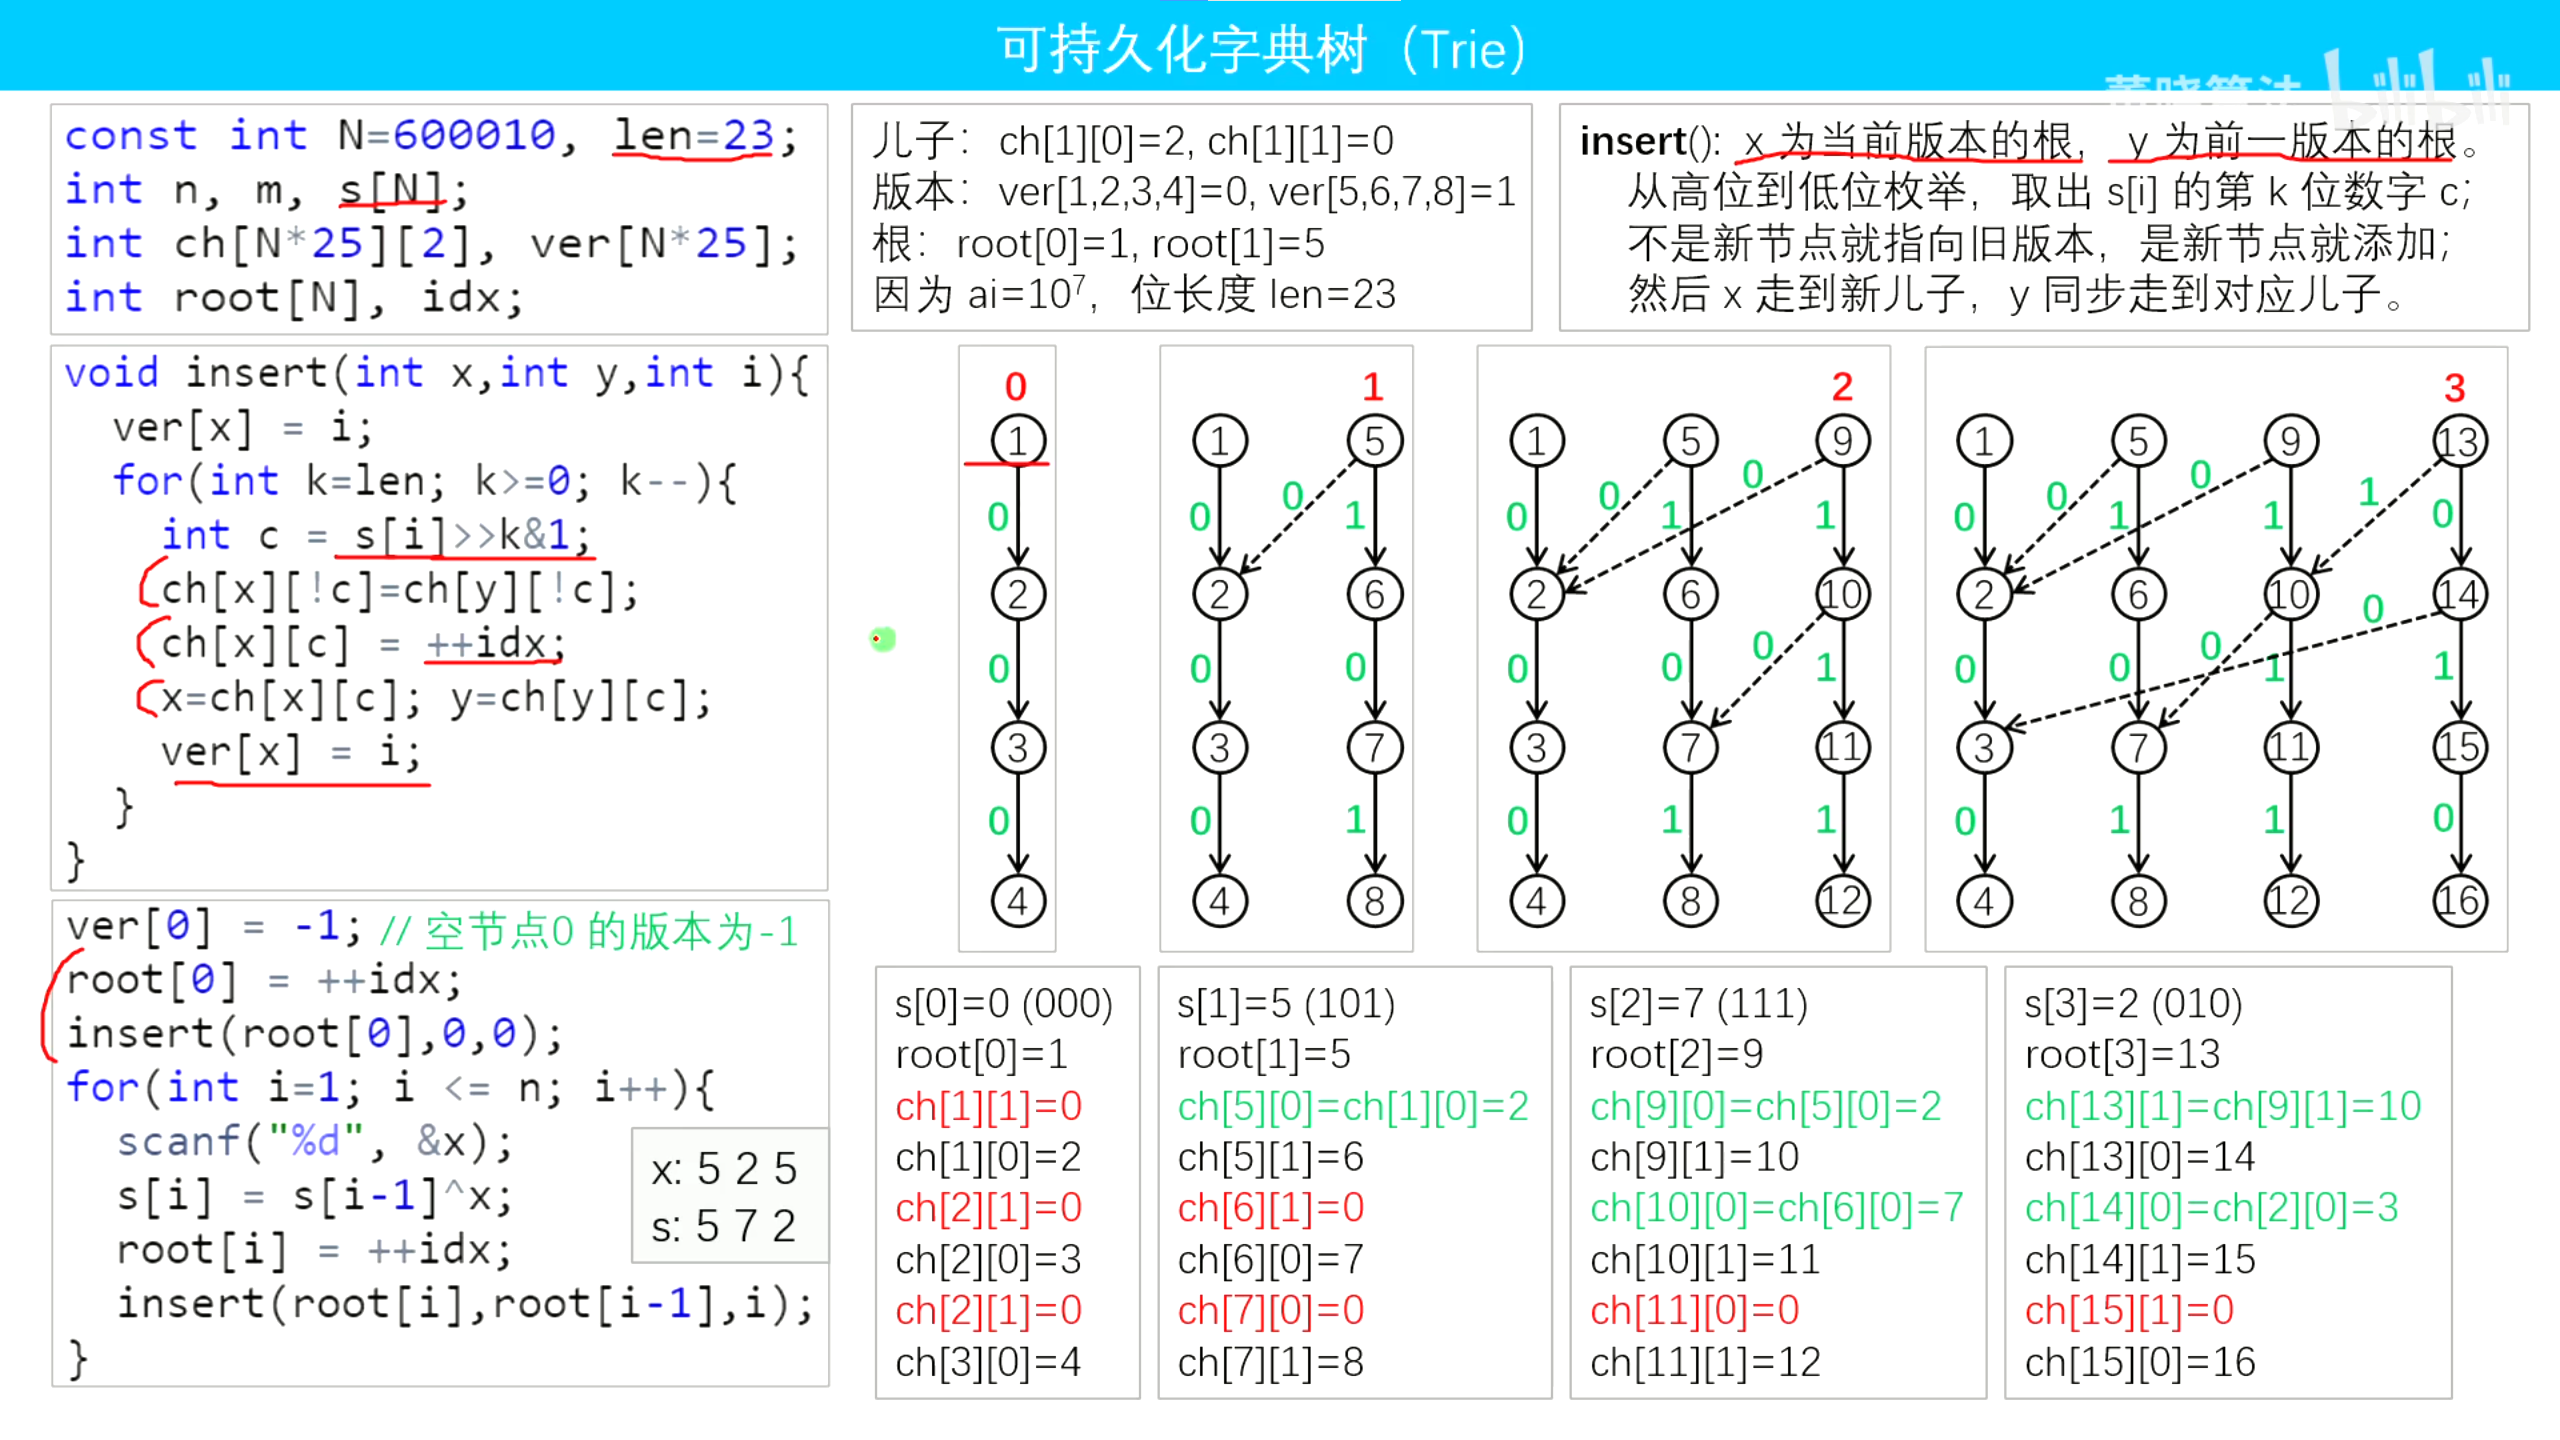 可持久化字典树（Trie）
const int N=600010, len=23;
int n, m, s[N];
int ch[N*25][2], ver[N*25];
int root[N], idx;
儿子：ch[1][0]=2, ch[1][1]=0
版本：ver[1,2,3,4]=0, ver[5,6,7,8]=1
根：root[0]=1, root[1]=5
因为 ai=10⁷，位长度 len=23
insert(): x 为当前版本的根，y 为前一版本的根。
从高位到低位枚举，取出 s[i] 的第 k 位数字 c;
不是新节点就指向旧版本，是新节点就添加;
然后 x 走到新儿子，y 同步走到对应儿子。
void insert(int x,int y,int i){
ver[x] = i;
for(int k=len; k>=0; k--){
int c = s[i]>>k&1;
ch[x][!c]=ch[y][!c];
ch[x][c] = ++idx;
x=ch[x][c]; y=ch[y][c];
ver[x] = i;
}
}
ver[0] = -1; // 空节点0 的版本为-1
root[0] = ++idx;
insert(root[0],0,0);
for(int i=1; i <= n; i++){
scanf("%d", &x);
s[i] = s[i-1]^x;
root[i] = ++idx;
insert(root[i],root[i-1],i);
}
x: 5 2 5
s: 5 7 2
0
1
0
2
0
3
0
4
1
1 5
0 0 1
2 6
0 0
3 7
0 1
4 8
2
1 5 9
0 0 1 0 1
2 6 10
0 0 0 1
3 7 11
0 1 1
4 8 12
3
1 5 9 13
0 0 1 0 1 1 0
2 6 10 14
0 0 0 1 0 1
3 7 11 15
0 1 1 0
4 8 12 16
s[0]=0 (000)
root[0]=1
ch[1][1]=0
ch[1][0]=2
ch[2][1]=0
ch[2][0]=3
ch[2][1]=0
ch[3][0]=4
s[1]=5 (101)
root[1]=5
ch[5][0]=ch[1][0]=2
ch[5][1]=6
ch[6][1]=0
ch[6][0]=7
ch[7][0]=0
ch[7][1]=8
s[2]=7 (111)
root[2]=9
ch[9][0]=ch[5][0]=2
ch[9][1]=10
ch[10][0]=ch[6][0]=7
ch[10][1]=11
ch[11][0]=0
ch[11][1]=12
s[3]=2 (010)
root[3]=13
ch[13][1]=ch[9][1]=10
ch[13][0]=14
ch[14][0]=ch[2][0]=3
ch[14][1]=15
ch[15][1]=0
ch[15][0]=16
bilibili